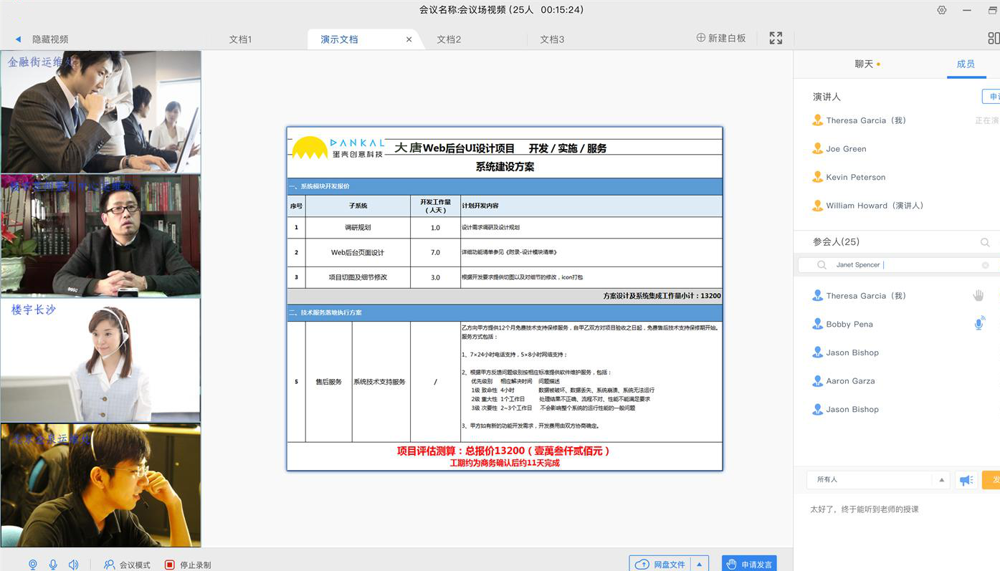 会议名称:会议场视频 (25人 00:15:24)
隐藏视频
文档1
演示文档
文档2
文档3
新建白板
金融街运维处
楼宇长沙
DANKAL
蛋壳创意科技
大唐Web后台UI设计项目 开发 / 实施 / 服务
系统建设方案
一、系统模块开发报价
序号 子系统 开发工作量（人天） 计划开发内容
1 调研规划 1.0 设计需求调研及设计规划
2 Web后台页面设计 7.0 详细功能清单参见《附录-设计模块清单》
3 项目切图及细节修改 3.0 根据开发要求提供切图以及对细节的修改，icon打包
方案设计及系统集成工作量小计：13200
二、技术服务落地执行方案
5 售后服务 系统技术支持服务 /
乙方向甲方提供12个月免费技术支持保修服务，自甲乙双方对项目验收之日起，免费售后技术支持保修期开始。
服务方式包括：
1、7×24小时电话支持，5×8小时网络支持；
2、根据甲方反馈问题级别按相应标准提供软件维护服务，包括：
优先级别 相应解决时间 问题描述
1级 致命性 4小时 数据被破坏、数据丢失、系统崩溃、系统无法运行
2级 重大性 1个工作日 处理结果不正确、流程不对、性能不能满足要求
3级 次要性 2~3个工作日 不会影响整个系统的运行性能的一般问题
3、甲方如有新的功能开发需求，开发费用由双方协商确定。
项目评估测算：总报价13200（壹萬叁仟贰佰元）
工期约为商务确认后约11天完成
聊天
成员
演讲人
申
Theresa Garcia（我）
正在演
Joe Green
Kevin Peterson
William Howard（演讲人）
参会人(25)
Janet Spencer
Theresa Garcia（我）
Bobby Pena
Jason Bishop
Aaron Garza
Jason Bishop
所有人
发
太好了，终于能听到老师的授课
会议模式
停止录制
网盘文件
申请发言